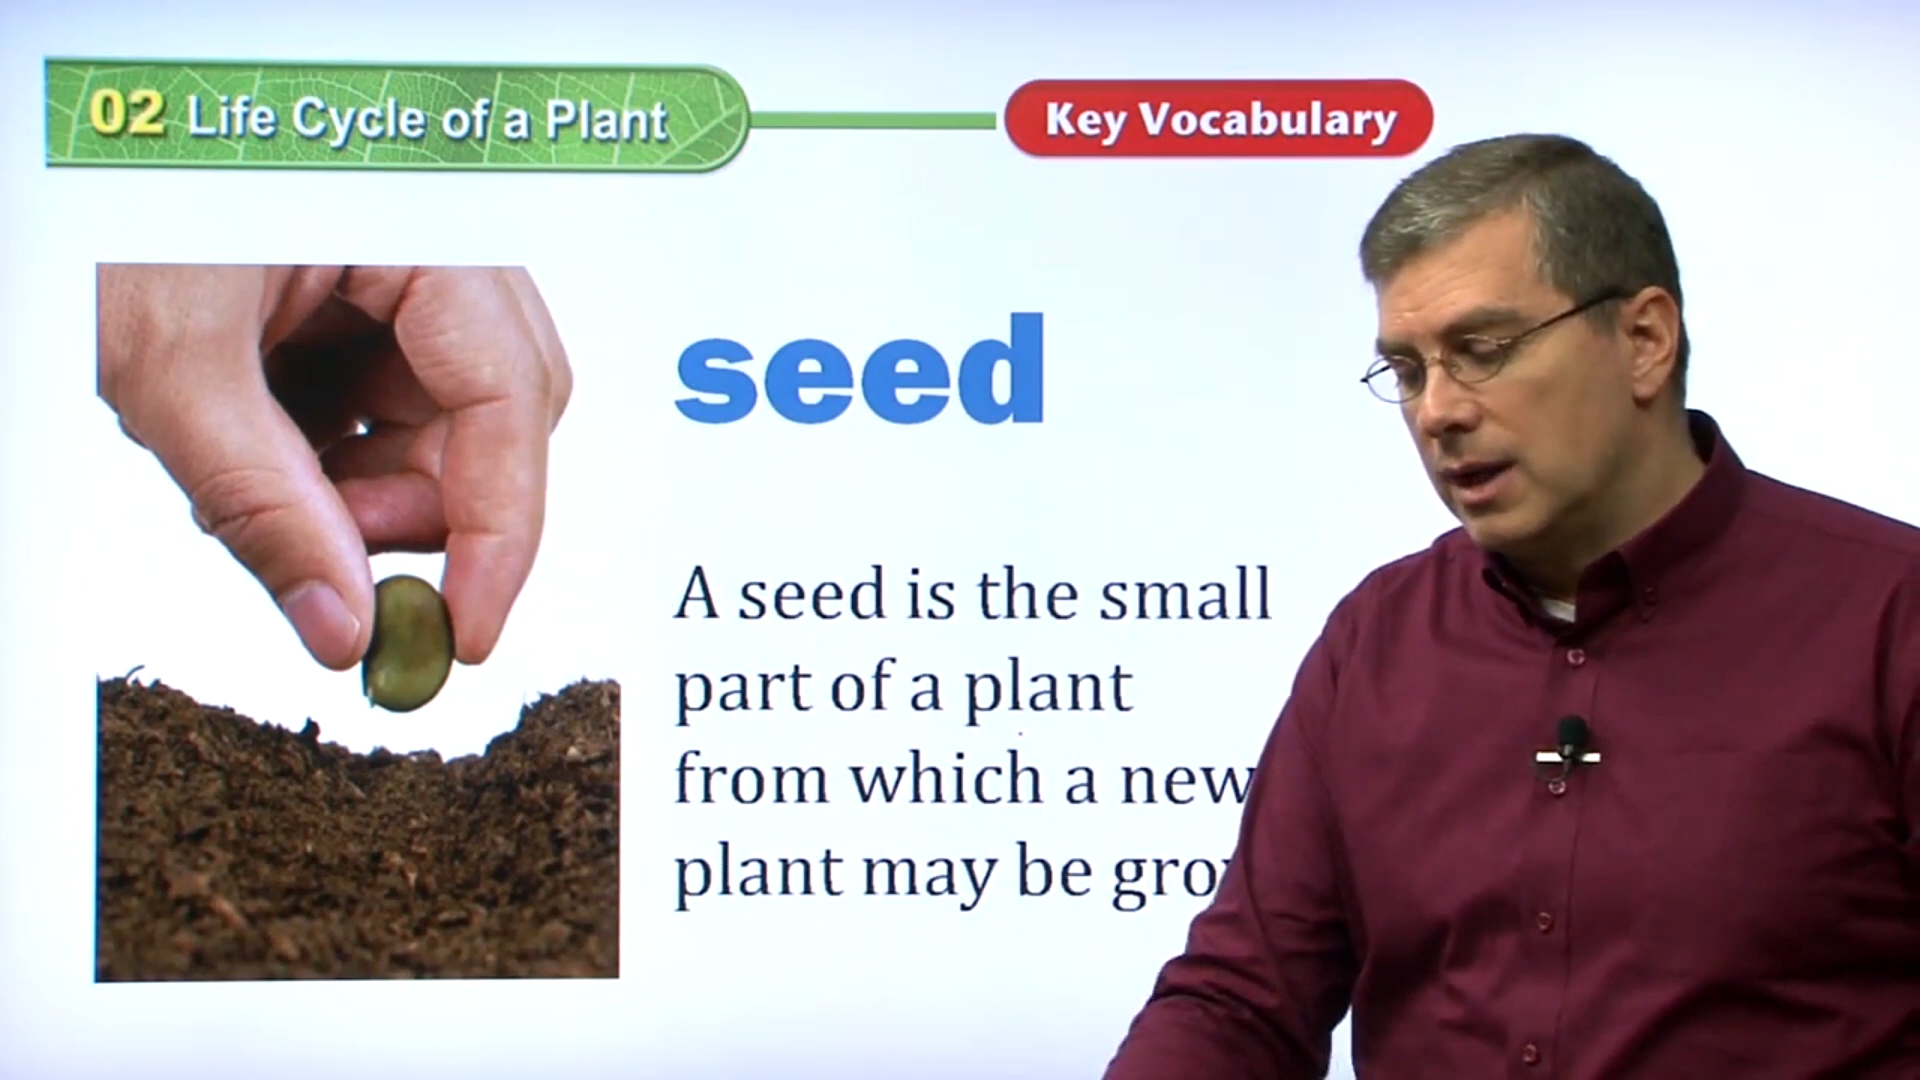 02 Life Cycle of a Plant
Key Vocabulary
seed
A seed is the small
part of a plant
from which a new
plant may be